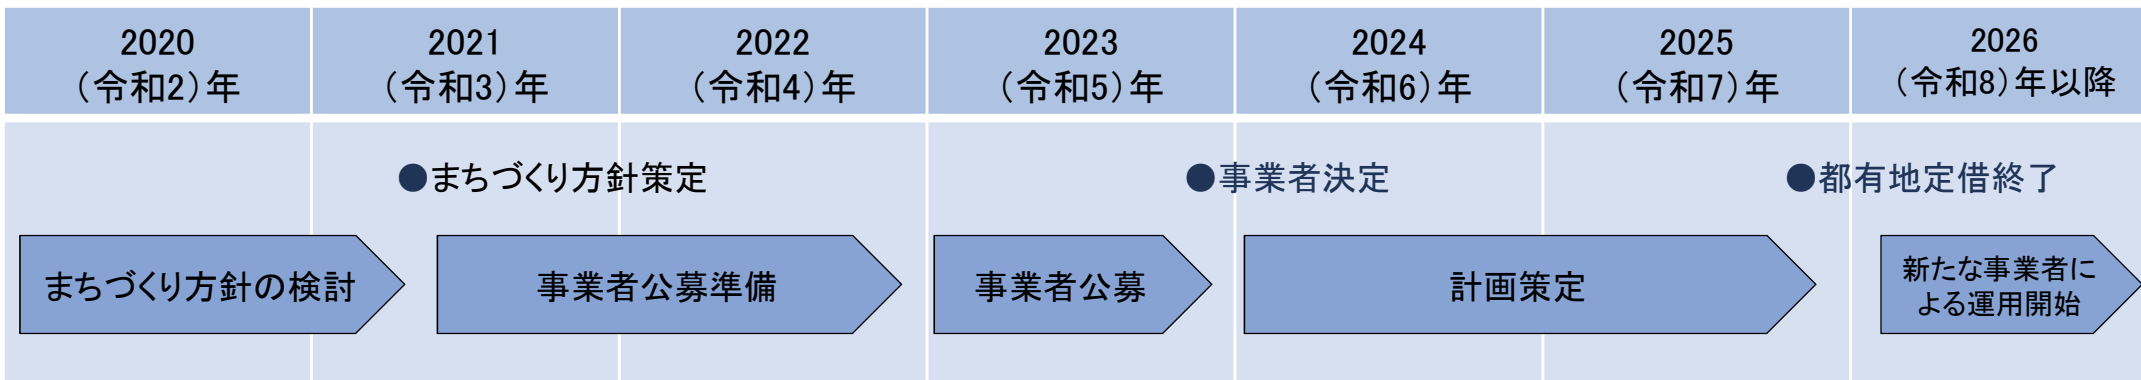 2020
（令和2）年
2021
（令和3）年
2022
（令和4）年
2023
（令和5）年
2024
（令和6）年
2025
（令和7）年
2026
（令和8）年以降
●まちづくり方針策定
●事業者決定
●都有地定借終了
まちづくり方針の検討
事業者公募準備
事業者公募
計画策定
新たな事業者に
よる運用開始